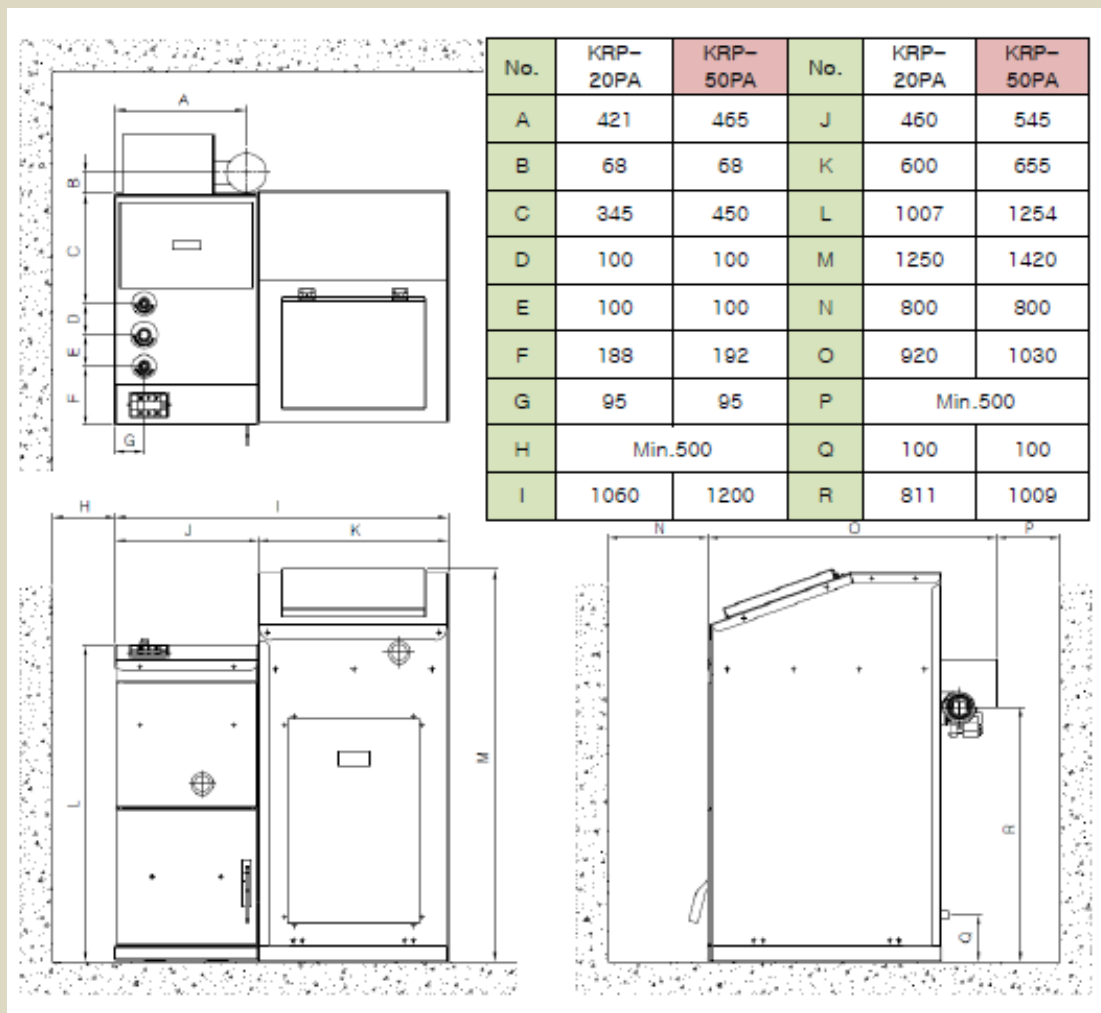 No. KRP-20PA KRP-50PA No. KRP-20PA KRP-50PA
A 421 465 J 460 545
B 68 68 K 600 655
C 345 450 L 1007 1254
D 100 100 M 1250 1420
E 100 100 N 800 800
F 188 192 O 920 1030
G 95 95 P Min.500
H Min.500 Q 100 100
I 1060 1200 R 811 1009
A
B
C
D
E
F
G
H
I
J
K
L
M
N
O
P
Q
R